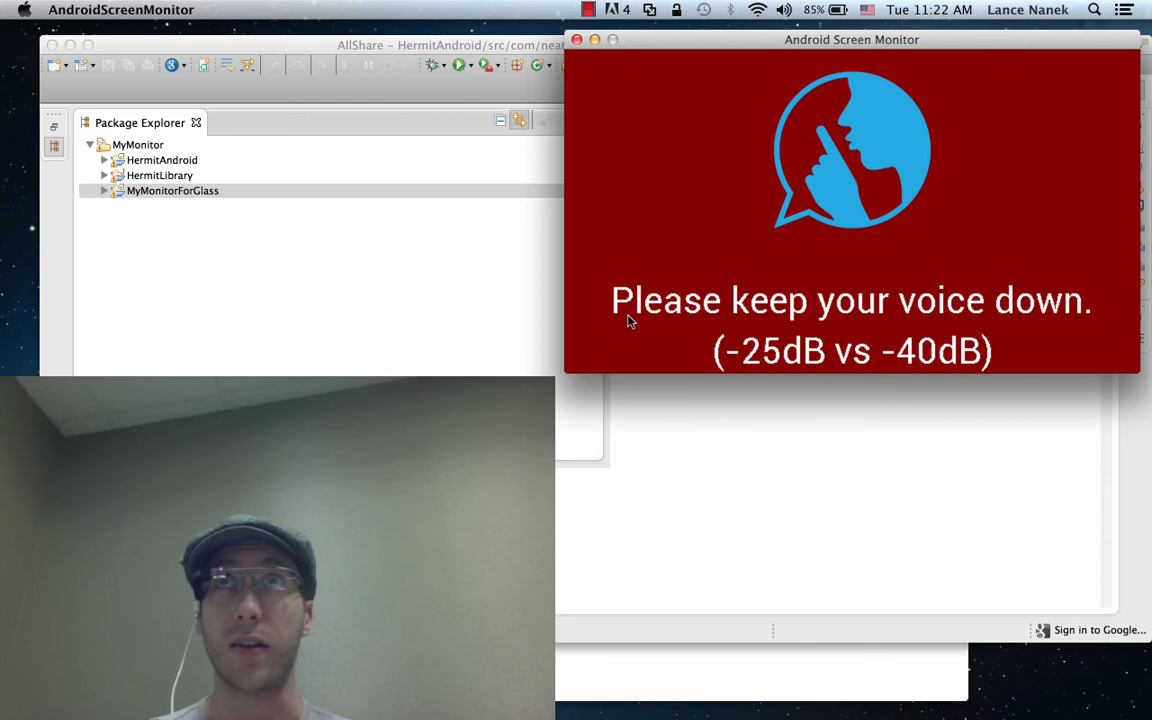 AndroidScreenMonitor
4
85%
Tue 11:22 AM
Lance Nanek
AllShare – HermitAndroid/src/com/neat
Android Screen Monitor
Package Explorer
MyMonitor
HermitAndroid
HermitLibrary
MyMonitorForGlass
Please keep your voice down.
(-25dB vs -40dB)
Sign in to Google...